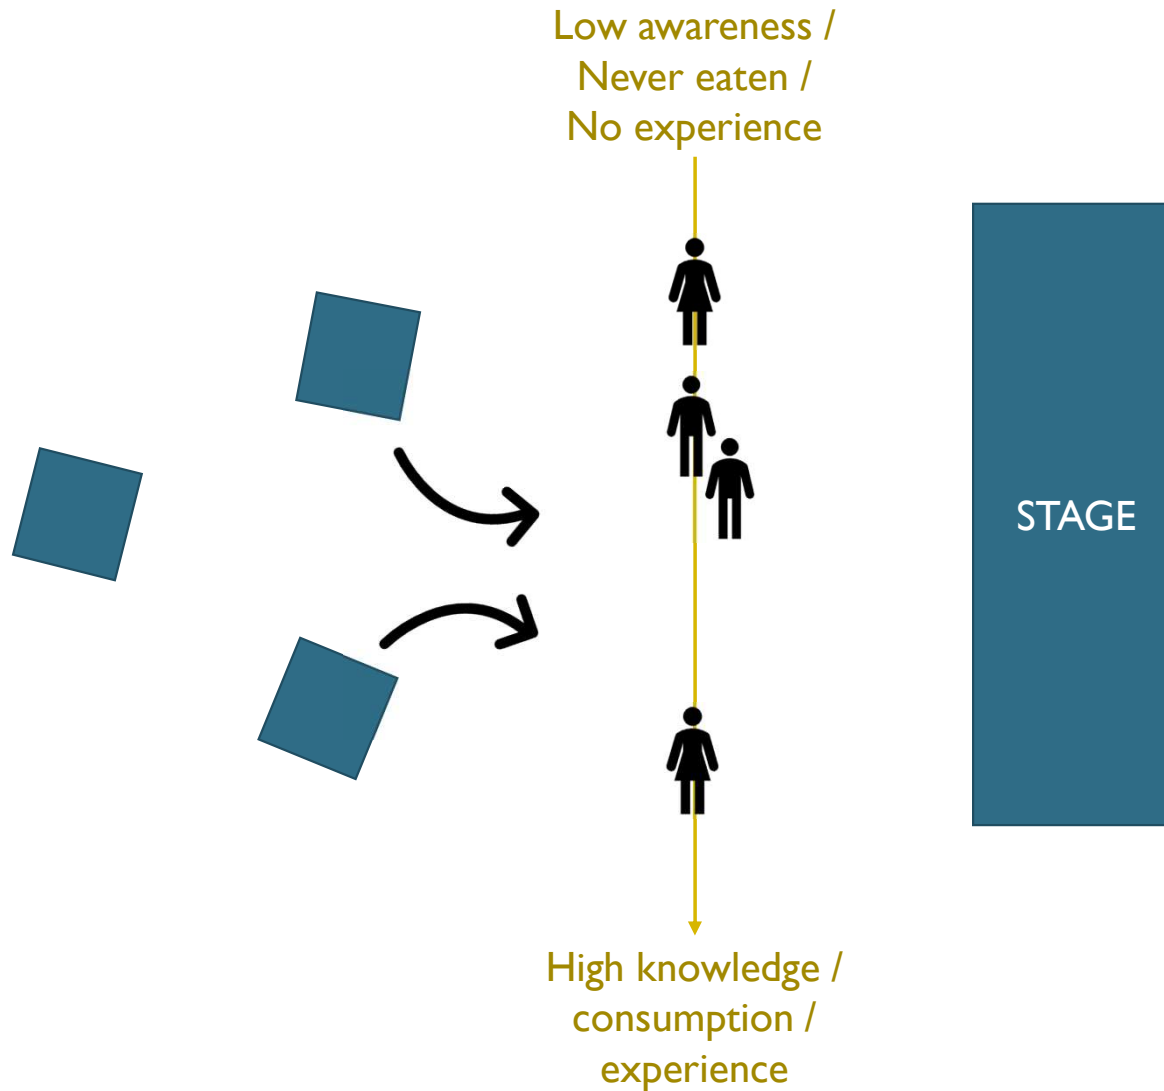 Low awareness /
Never eaten /
No experience
STAGE
High knowledge /
consumption /
experience